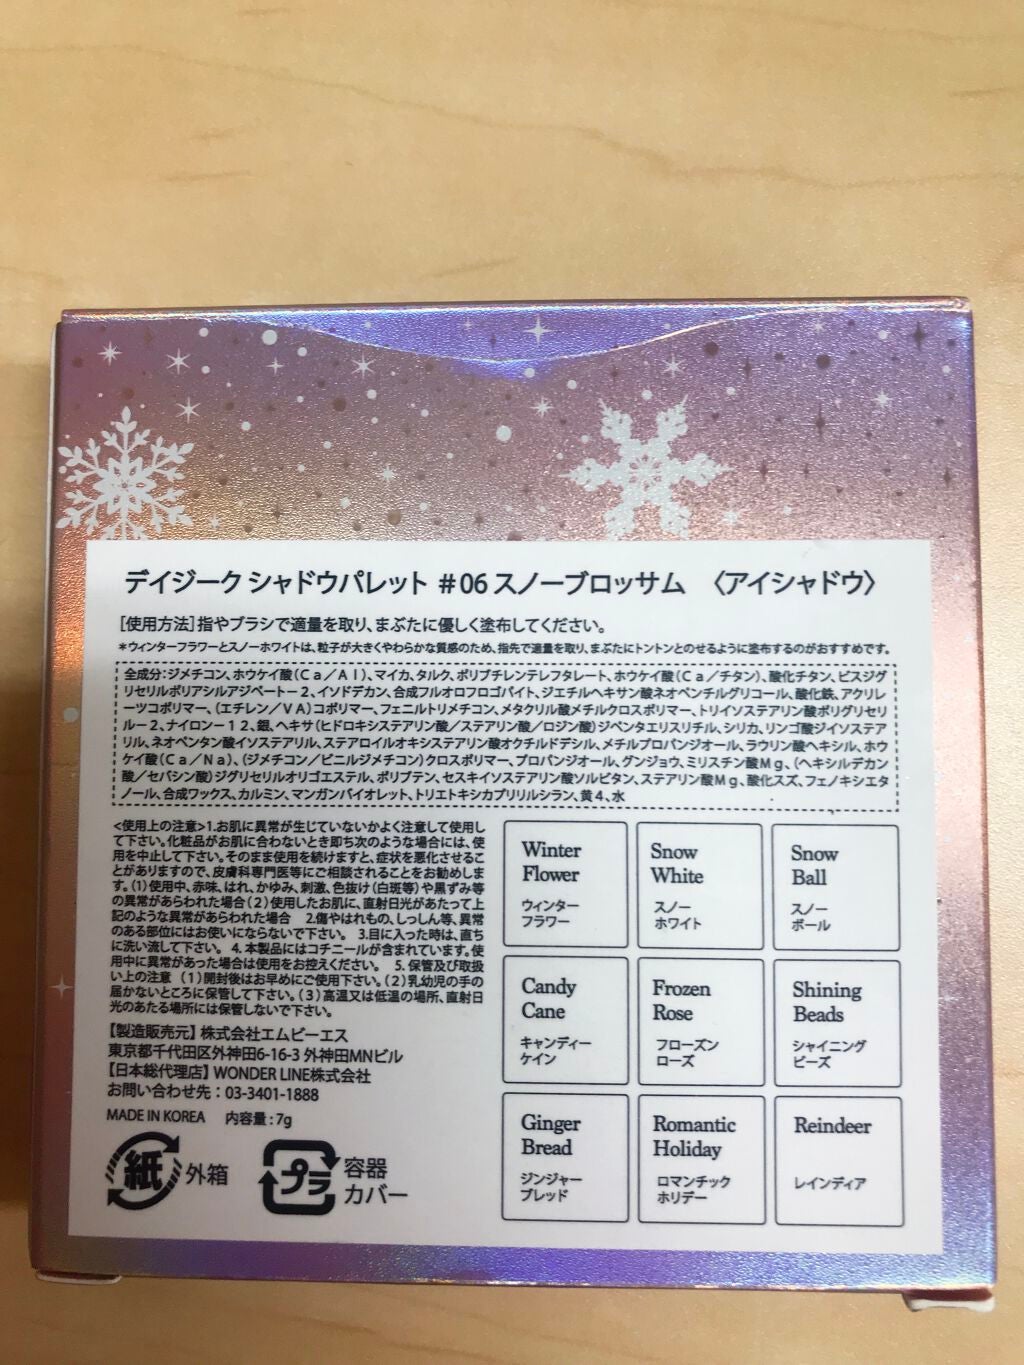 デイジーク シャドウパレット #06 スノーブロッサム 〈アイシャドウ〉
[使用方法]指やブラシで適量を取り、まぶたに優しく塗布してください。
*ウィンターフラワーとスノーホワイトは、粒子が大きくやわらかな質感のため、指先で適量を取り、まぶたにトントンとのせるように塗布するのがおすすめです。
全成分：ジメチコン、ホウケイ酸(Ca/Al)、マイカ、タルク、ポリブチレンテレフタレート、ホウケイ酸(Ca/チタン)、酸化チタン、ビスジグ
リセリルポリアシルアジペート－2、イソドデカン、合成フルオロフロゴパイト、ジエチルヘキサン酸ネオペンチルグリコール、酸化鉄、アクリレ
ーツコポリマー、(エチレン/VA)コポリマー、フェニルトリメチコン、メタクリル酸メチルクロスポリマー、トリイソステアリン酸ポリグリセリ
ル－2、ナイロン－12、銀、ヘキサ(ヒドロキシステアリン酸/ステアリン酸/ロジン酸)ジペンタエリスリチル、シリカ、リンゴ酸ジイソステア
リル、ネオペンタン酸イソステアリル、ステアロイルオキシステアリン酸オクチルドデシル、メチルプロパンジオール、ラウリン酸ヘキシル、ホウ
ケイ酸(Ca/Na)、(ジメチコン/ビニルジメチコン)クロスポリマー、プロパンジオール、グンジョウ、ミリスチン酸Mg、(ヘキシルデカン
酸/セバシン酸)ジグリセリルオリゴエステル、ポリブテン、セスキイソステアリン酸ソルビタン、ステアリン酸Mg、酸化スズ、フェノキシエタ
ノール、合成ワックス、カルミン、マンガンバイオレット、トリエトキシカプリリルシラン、黄4、水
<使用上の注意>1.お肌に異常が生じていないかよく注意して使用し
て下さい。化粧品がお肌に合わないとき即ち次のような場合には、使
用を中止して下さい。そのまま使用を続けますと、症状を悪化させるこ
とがありますので、皮膚科専門医等にご相談されることをお勧めしま
す。(1)使用中、赤味、はれ、かゆみ、刺激、色抜け(白斑等)や黒ずみ等
の異常があらわれた場合(2)使用したお肌に、直射日光があたって上
記のような異常があらわれた場合 2.傷やはれもの、しっしん等、異常
のある部位にはお使いにならないで下さい。 3.目に入った時は、直ち
に洗い流して下さい。 4.本製品にはコチニールが含まれています。使
用中に異常があった場合は使用をお控えください。 5.保管及び取扱
い上の注意 (1)開封後はお早めにご使用下さい。(2)乳幼児の手の
届かないところに保管して下さい。(3)高温又は低温の場所、直射日
光のあたる場所には保管しないで下さい。
【製造販売元】株式会社エムビーエス
東京都千代田区外神田6-16-3 外神田MNビル
【日本総代理店】WONDER LINE株式会社
お問い合わせ先：03-3401-1888
MADE IN KOREA 内容量：7g
紙 外箱
プラ 容器
カバー
Winter
Flower
ウィンター
フラワー
Snow
White
スノー
ホワイト
Snow
Ball
スノー
ボール
Candy
Cane
キャンディー
ケイン
Frozen
Rose
フローズン
ローズ
Shining
Beads
シャイニング
ビーズ
Ginger
Bread
ジンジャー
ブレッド
Romantic
Holiday
ロマンチック
ホリデー
Reindeer
レインディア